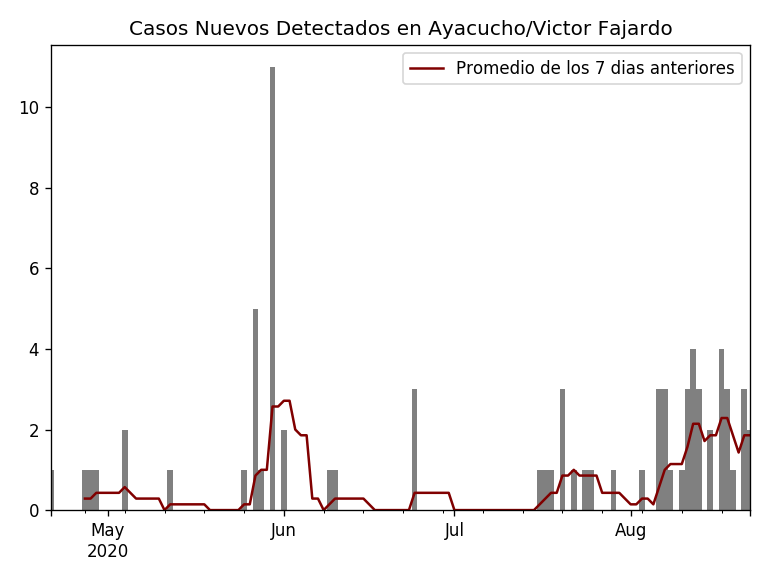 Casos Nuevos Detectados en Ayacucho/Victor Fajardo
Promedio de los 7 dias anteriores
10
8
6
4
2
0
May Jun Jul Aug
2020